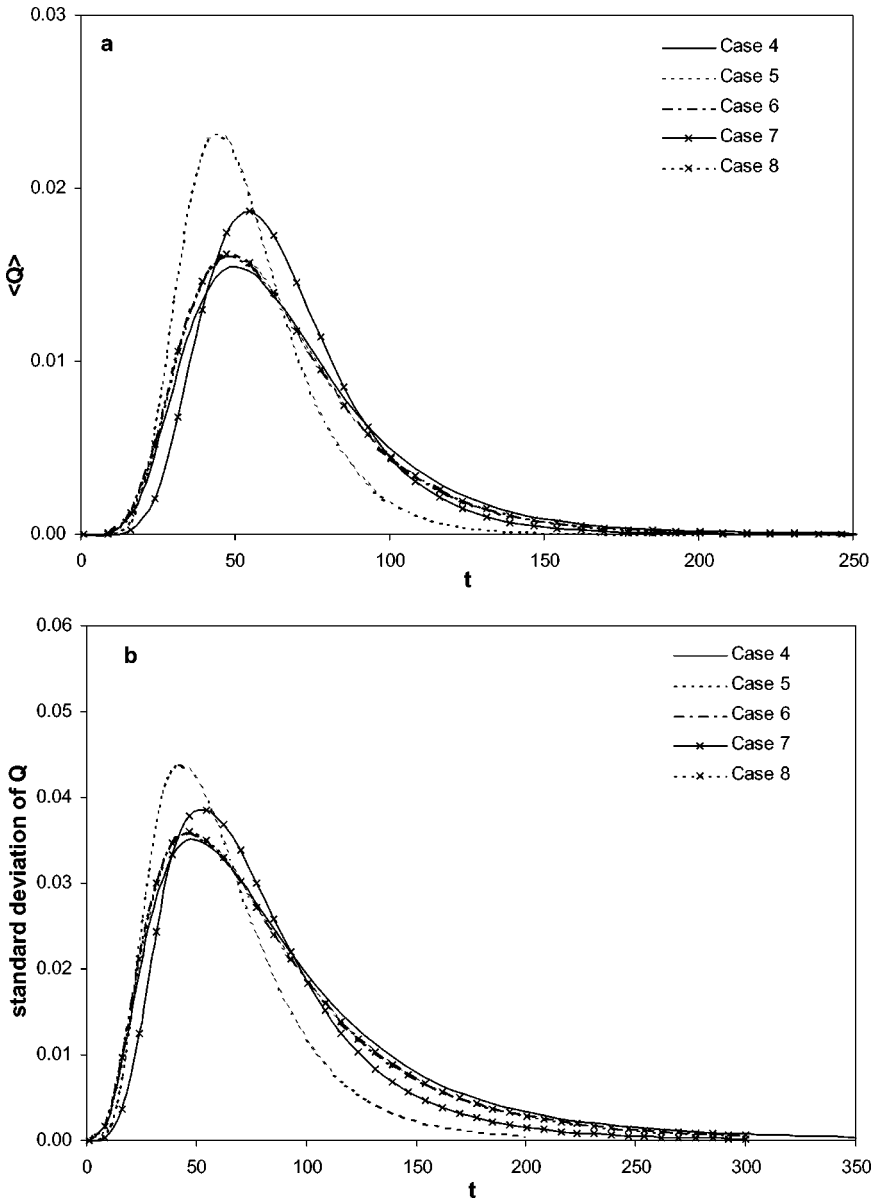 0.03
a
Case 4
Case 5
Case 6
Case 7
Case 8
0.02
<Q>
0.01
0.00
0
50
100
150
200
250
t
0.06
b
Case 4
Case 5
Case 6
Case 7
Case 8
0.05
0.04
standard deviation of Q
0.03
0.02
0.01
0.00
0
50
100
150
200
250
300
350
t